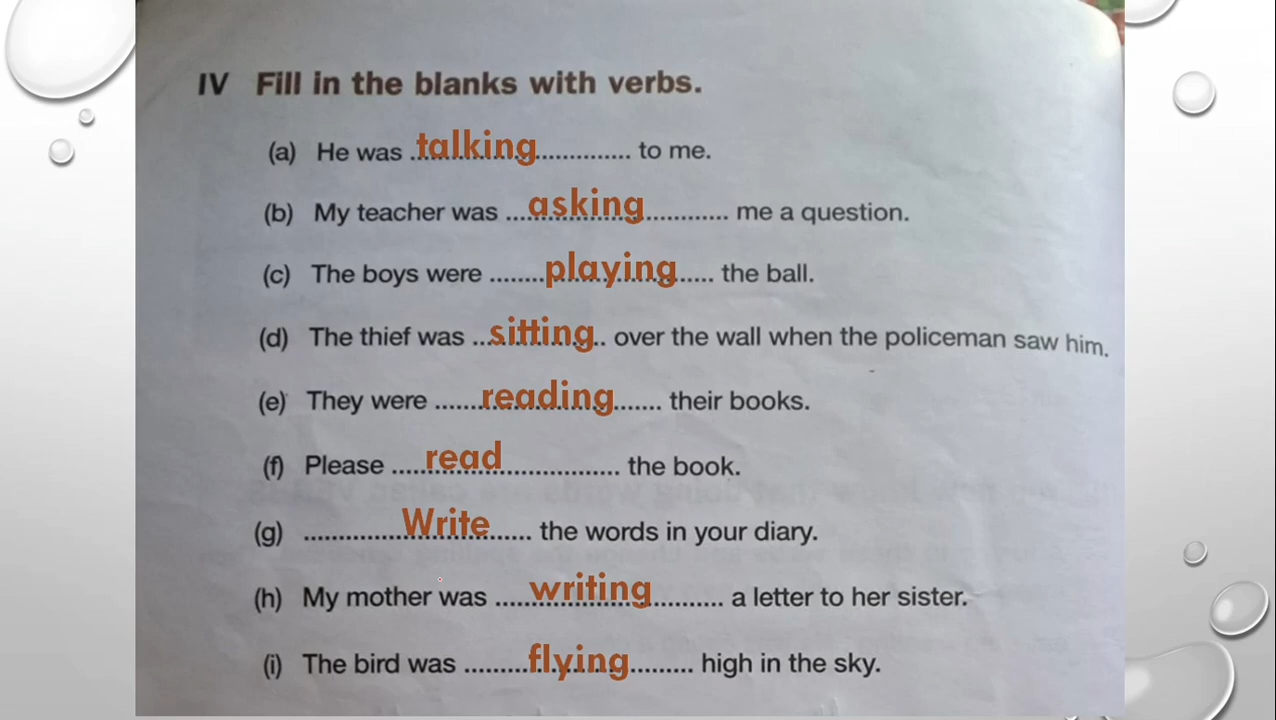 IV Fill in the blanks with verbs.
(a) He was ...talking............. to me.
(b) My teacher was ...asking............ me a question.
(c) The boys were ........playing..... the ball.
(d) The thief was ...sitting.. over the wall when the policeman saw him.
(e) They were .......reading....... their books.
(f) Please .....read................. the book.
(g) ..............Write...... the words in your diary.
(h) My mother was .....writing.......... a letter to her sister.
(i) The bird was .........flying......... high in the sky.